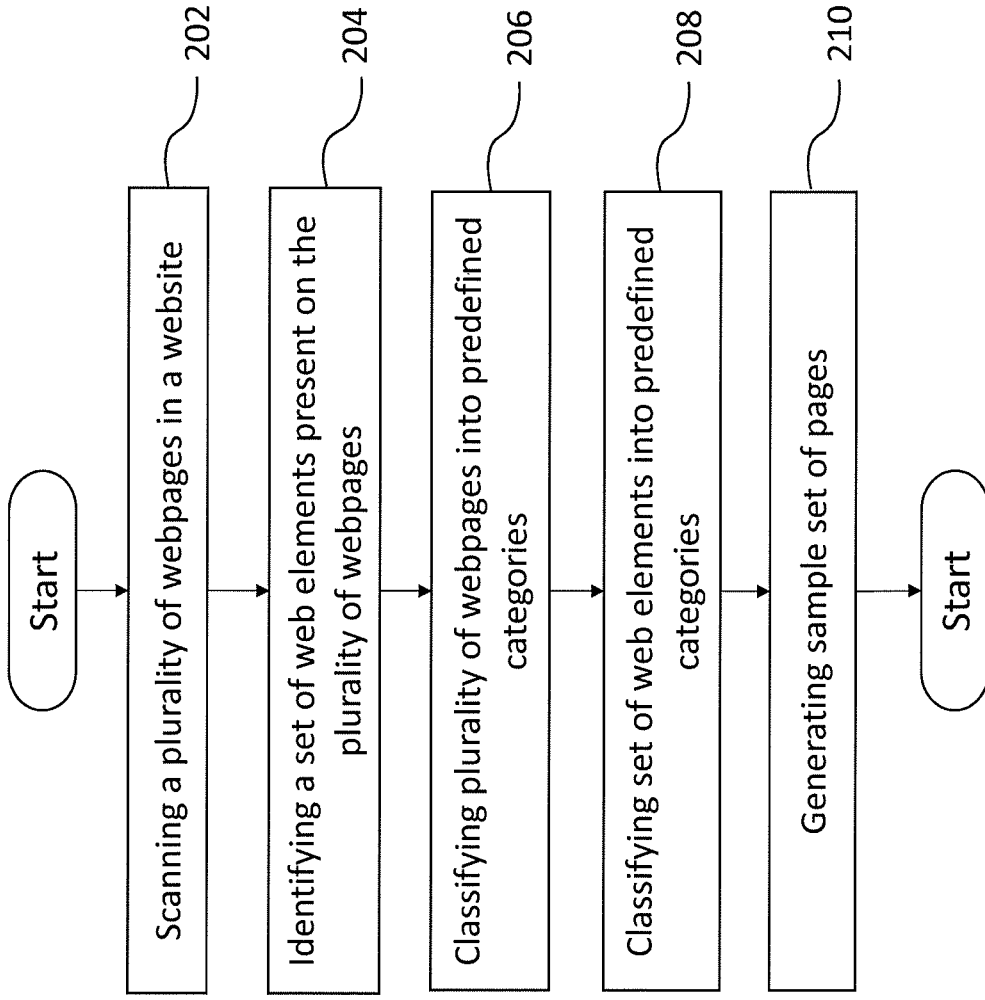 Start
Scanning a plurality of webpages in a website
202
Identifying a set of web elements present on the
plurality of webpages
204
Classifying plurality of webpages into predefined
categories
206
Classifying set of web elements into predefined
categories
208
Generating sample set of pages
210
Start